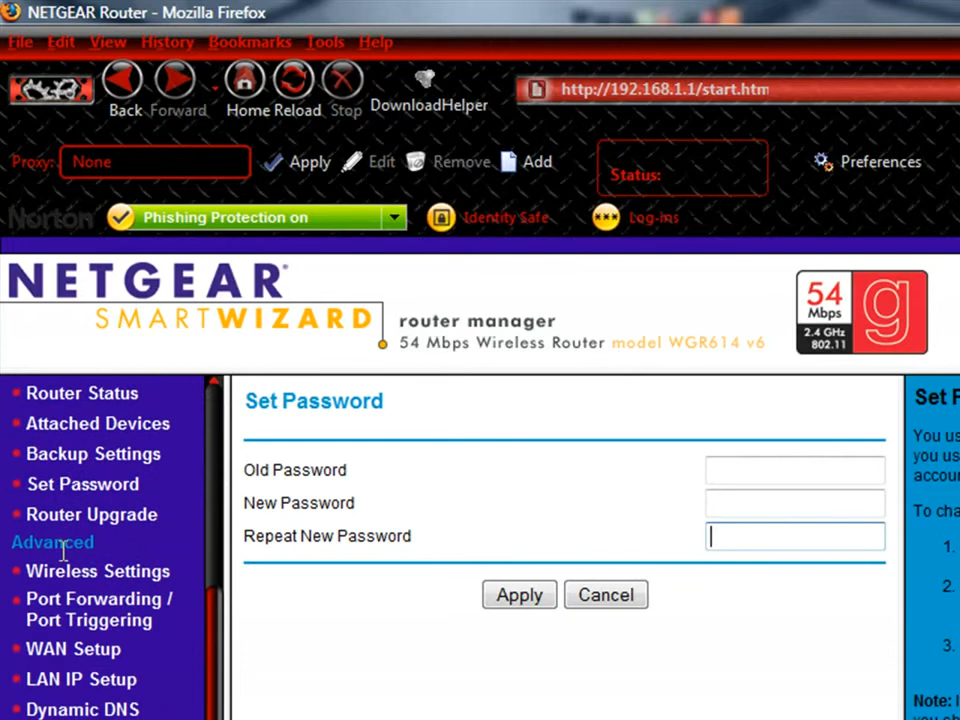 NETGEAR Router - Mozilla Firefox
File Edit View History Bookmarks Tools Help
Back Forward Home Reload Stop DownloadHelper
http://192.168.1.1/start.htm
Proxy: None Apply Edit Remove Add Status: Preferences
Norton Phishing Protection on Identity Safe Log-ins
NETGEAR
SMARTWIZARD
router manager
54 Mbps Wireless Router model WGR614 v6
54
Mbps
2.4 GHz
802.11
g
Router Status
Attached Devices
Backup Settings
Set Password
Router Upgrade
Advanced
Wireless Settings
Port Forwarding /
Port Triggering
WAN Setup
LAN IP Setup
Dynamic DNS
Set Password
Old Password
New Password
Repeat New Password
Apply Cancel
Set
You us
you us
accou
To cha
1.
2.
3.
Note: